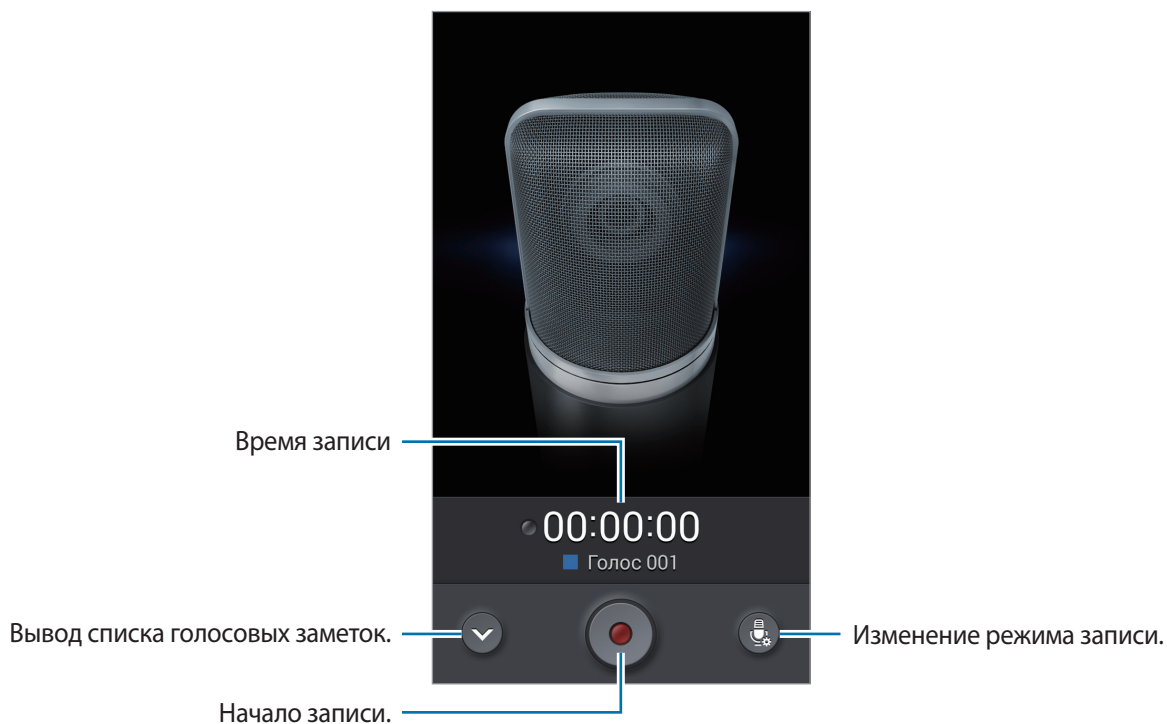 Время записи
00:00:00
Голос 001
Вывод списка голосовых заметок.
Изменение режима записи.
Начало записи.